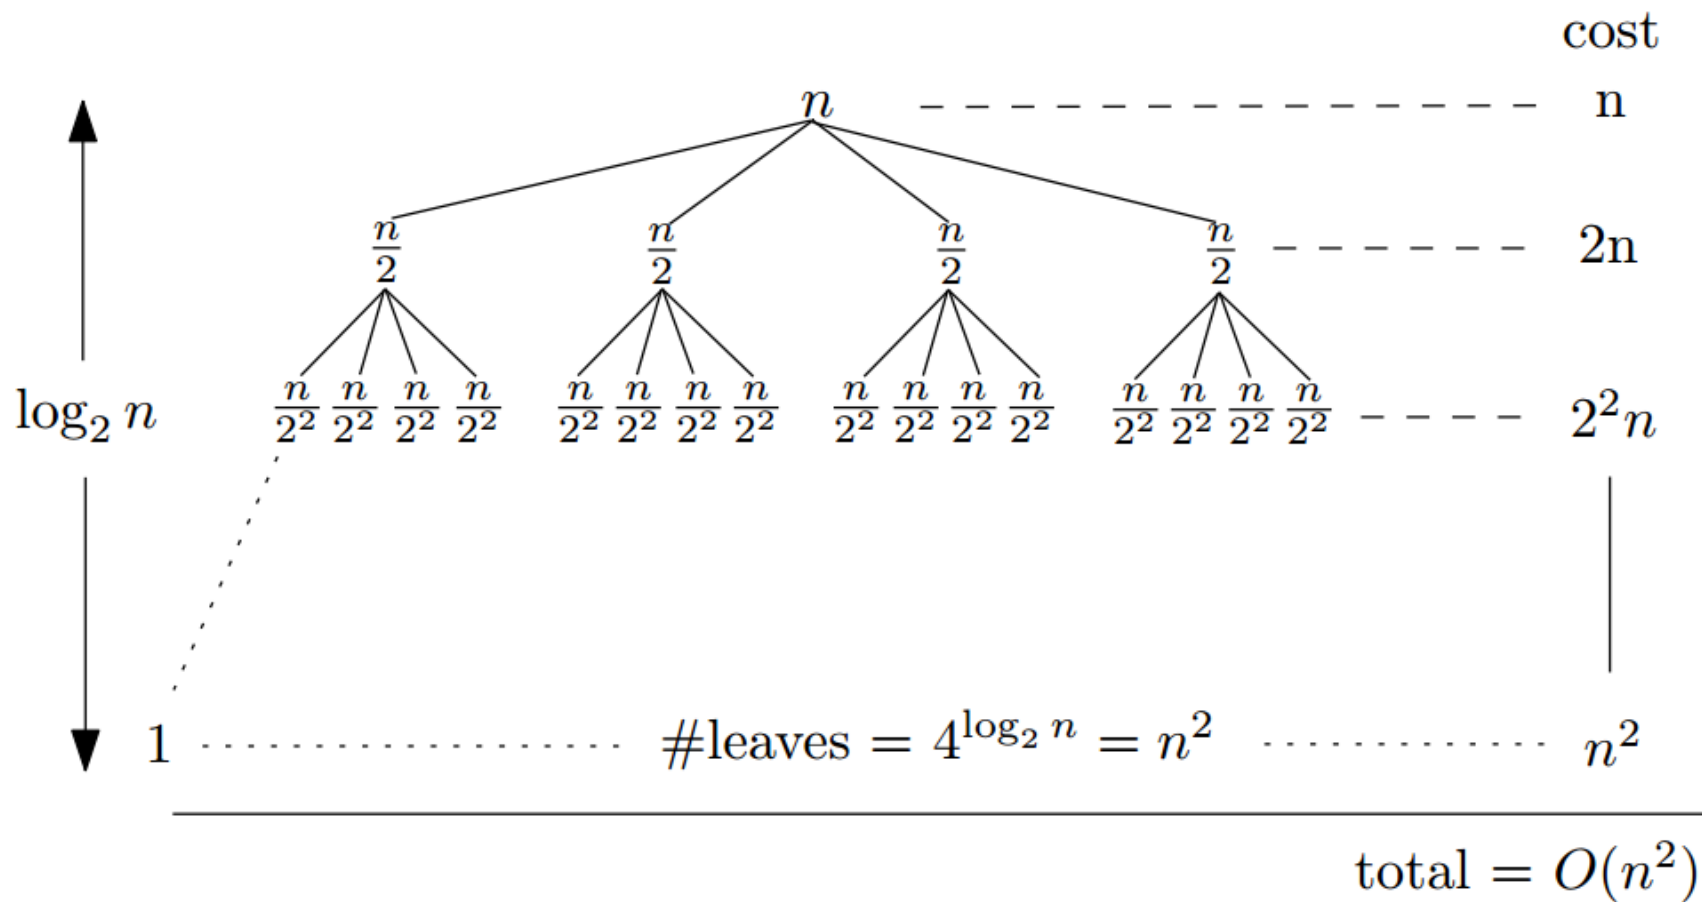 cost
n n
n/2 n/2 n/2 n/2 2n
log₂ n n/2² n/2² n/2² n/2² n/2² n/2² n/2² n/2² n/2² n/2² n/2² n/2² n/2² n/2² n/2² n/2² 2²n
1 #leaves = 4^(log₂ n) = n² n²
total = O(n²)